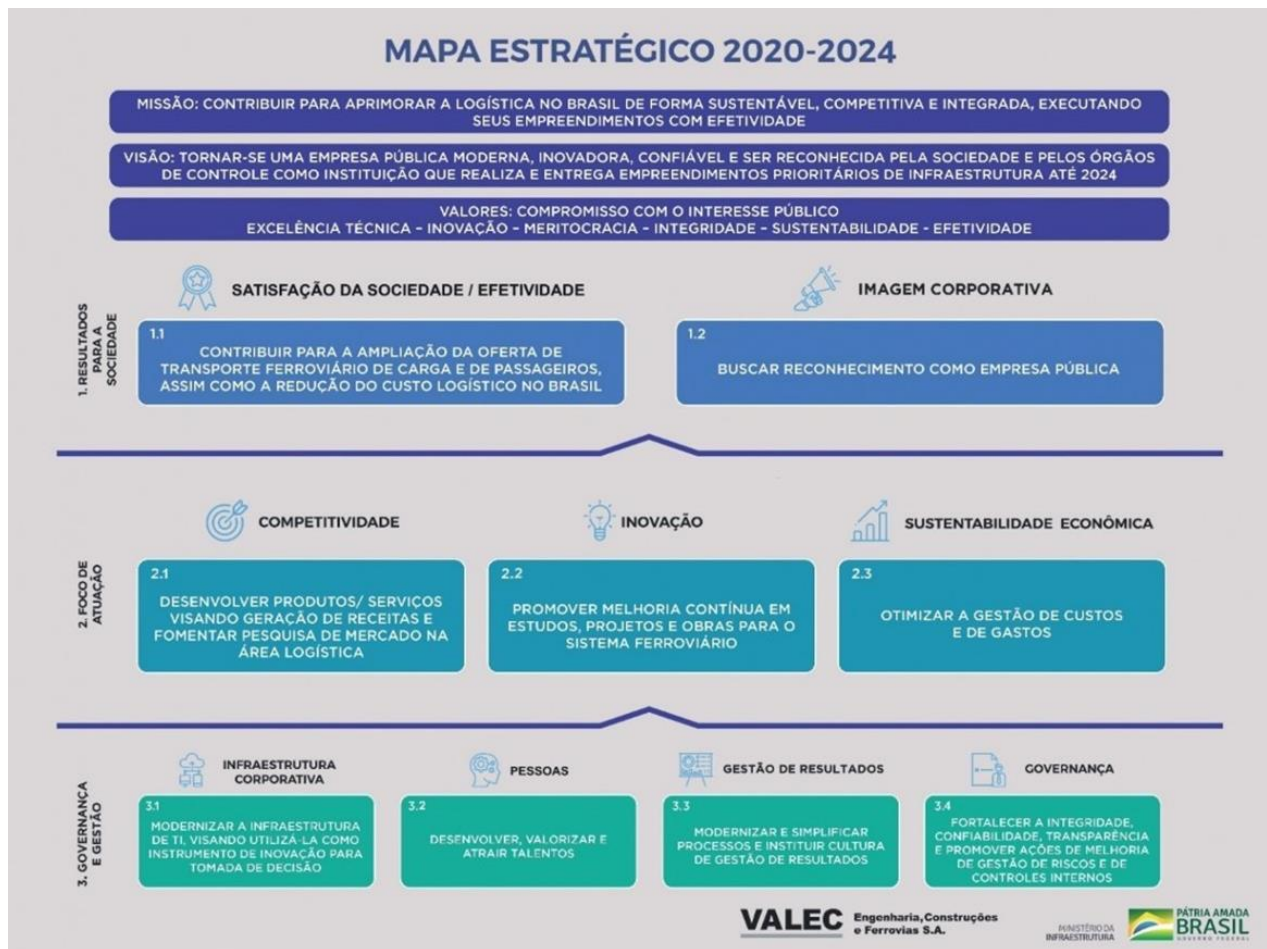 MAPA ESTRATÉGICO 2020-2024
MISSÃO: CONTRIBUIR PARA APRIMORAR A LOGÍSTICA NO BRASIL DE FORMA SUSTENTÁVEL, COMPETITIVA E INTEGRADA, EXECUTANDO
SEUS EMPREENDIMENTOS COM EFETIVIDADE
VISÃO: TORNAR-SE UMA EMPRESA PÚBLICA MODERNA, INOVADORA, CONFIÁVEL E SER RECONHECIDA PELA SOCIEDADE E PELOS ÓRGÃOS
DE CONTROLE COMO INSTITUIÇÃO QUE REALIZA E ENTREGA EMPREENDIMENTOS PRIORITÁRIOS DE INFRAESTRUTURA ATÉ 2024
VALORES: COMPROMISSO COM O INTERESSE PÚBLICO
EXCELÊNCIA TÉCNICA – INOVAÇÃO – MERITOCRACIA – INTEGRIDADE – SUSTENTABILIDADE - EFETIVIDADE
1. RESULTADOS
PARA A
SOCIEDADE
SATISFAÇÃO DA SOCIEDADE / EFETIVIDADE
1.1
CONTRIBUIR PARA A AMPLIAÇÃO DA OFERTA DE
TRANSPORTE FERROVIÁRIO DE CARGA E DE PASSAGEIROS,
ASSIM COMO A REDUÇÃO DO CUSTO LOGÍSTICO NO BRASIL
IMAGEM CORPORATIVA
1.2
BUSCAR RECONHECIMENTO COMO EMPRESA PÚBLICA
2. FOCO DE
ATUAÇÃO
COMPETITIVIDADE
2.1
DESENVOLVER PRODUTOS/ SERVIÇOS
VISANDO GERAÇÃO DE RECEITAS E
FOMENTAR PESQUISA DE MERCADO NA
ÁREA LOGÍSTICA
INOVAÇÃO
2.2
PROMOVER MELHORIA CONTÍNUA EM
ESTUDOS, PROJETOS E OBRAS PARA O
SISTEMA FERROVIÁRIO
SUSTENTABILIDADE ECONÔMICA
2.3
OTIMIZAR A GESTÃO DE CUSTOS
E DE GASTOS
3. GOVERNANÇA
E GESTÃO
INFRAESTRUTURA
CORPORATIVA
3.1
MODERNIZAR A INFRAESTRUTURA
DE TI, VISANDO UTILIZÁ-LA COMO
INSTRUMENTO DE INOVAÇÃO PARA
TOMADA DE DECISÃO
PESSOAS
3.2
DESENVOLVER, VALORIZAR E
ATRAIR TALENTOS
GESTÃO DE RESULTADOS
3.3
MODERNIZAR E SIMPLIFICAR
PROCESSOS E INSTITUIR CULTURA
DE GESTÃO DE RESULTADOS
GOVERNANÇA
3.4
FORTALECER A INTEGRIDADE,
CONFIABILIDADE, TRANSPARÊNCIA
E PROMOVER AÇÕES DE MELHORIA
DE GESTÃO DE RISCOS E DE
CONTROLES INTERNOS
VALEC
Engenharia, Construções
e Ferrovias S.A.
MINISTÉRIO DA
INFRAESTRUTURA
PÁTRIA AMADA
BRASIL
GOVERNO FEDERAL